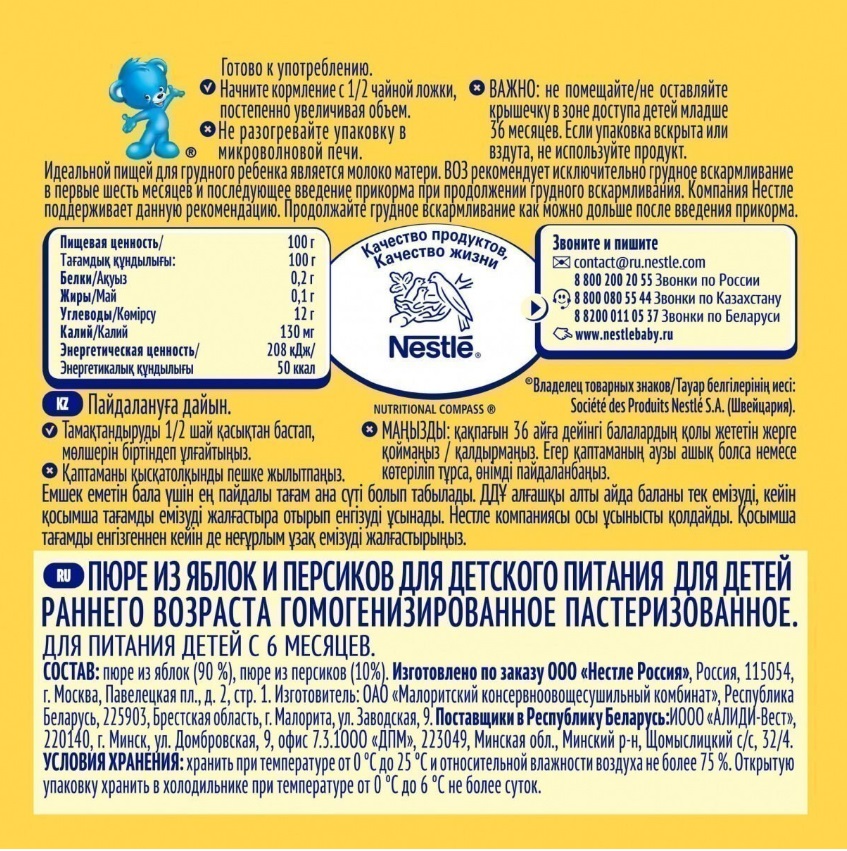 Готово к употреблению.
Начните кормление с 1/2 чайной ложки,
постепенно увеличивая объем.
Не разогревайте упаковку в
микроволновой печи.
ВАЖНО: не помещайте/не оставляйте
крышечку в зоне доступа детей младше
36 месяцев. Если упаковка вскрыта или
вздута, не используйте продукт.
®
Идеальной пищей для грудного ребенка является молоко матери. ВОЗ рекомендует исключительно грудное вскармливание
в первые шесть месяцев и последующее введение прикорма при продолжении грудного вскармливания. Компания Нестле
поддерживает данную рекомендацию. Продолжайте грудное вскармливание как можно дольше после введения прикорма.
Пищевая ценность/ 100 г
Тағамдық құндылығы: 100 г
Белки/Ақуыз 0,2 г
Жиры/Май 0,1 г
Углеводы/Көмірсу 12 г
Калий/Калий 130 мг
Энергетическая ценность/ 208 кДж/
Энергетикалық құндылығы 50 ккал
Качество продуктов,
Качество жизни
Nestlé®
NUTRITIONAL COMPASS ®
Звоните и пишите
contact@ru.nestle.com
8 800 200 20 55 Звонки по России
8 800 080 55 44 Звонки по Казахстану
8 8200 011 05 37 Звонки по Беларуси
www.nestlebaby.ru
®Владелец товарных знаков/Тауар белгілерінің иесі:
Société des Produits Nestlé S.A. (Швейцария).
KZ Пайдалануға дайын.
Тамақтандыруды 1/2 шай қасықтан бастап,
мөлшерін біртіндеп ұлғайтыңыз.
Қаптаманы қысқатолқынды пешке жылытпаңыз.
МАҢЫЗДЫ: қақпағын 36 айға дейінгі балалардың қолы жететін жерге
қоймаңыз / қалдырмаңыз. Егер қаптаманың аузы ашық болса немесе
көтеріліп тұрса, өнімді пайдаланбаңыз.
Емшек еметін бала үшін ең пайдалы тағам ана сүті болып табылады. ДДҰ алғашқы алты айда баланы тек емізуді, кейін
қосымша тағамды емізуді жалғастыра отырып енгізуді ұсынады. Нестле компаниясы осы ұсынысты қолдайды. Қосымша
тағамды енгізгеннен кейін де неғұрлым ұзақ емізуді жалғастырыңыз.
RU ПЮРЕ ИЗ ЯБЛОК И ПЕРСИКОВ ДЛЯ ДЕТСКОГО ПИТАНИЯ ДЛЯ ДЕТЕЙ
РАННЕГО ВОЗРАСТА ГОМОГЕНИЗИРОВАННОЕ ПАСТЕРИЗОВАННОЕ.
ДЛЯ ПИТАНИЯ ДЕТЕЙ С 6 МЕСЯЦЕВ.
СОСТАВ: пюре из яблок (90 %), пюре из персиков (10%). Изготовлено по заказу ООО «Нестле Россия», Россия, 115054,
г. Москва, Павелецкая пл., д. 2, стр. 1. Изготовитель: ОАО «Малоритский консервноовощесушильный комбинат», Республика
Беларусь, 225903, Брестская область, г. Малорита, ул. Заводская, 9. Поставщики в Республику Беларусь:ИООО «АЛИДИ-Вест»,
220140, г. Минск, ул. Домбровская, 9, офис 7.3.1ООО «ДПМ», 223049, Минская обл., Минский р-н, Щомыслицкий с/с, 32/4.
УСЛОВИЯ ХРАНЕНИЯ: хранить при температуре от 0 °С до 25 °С и относительной влажности воздуха не более 75 %. Открытую
упаковку хранить в холодильнике при температуре от 0 °С до 6 °С не более суток.